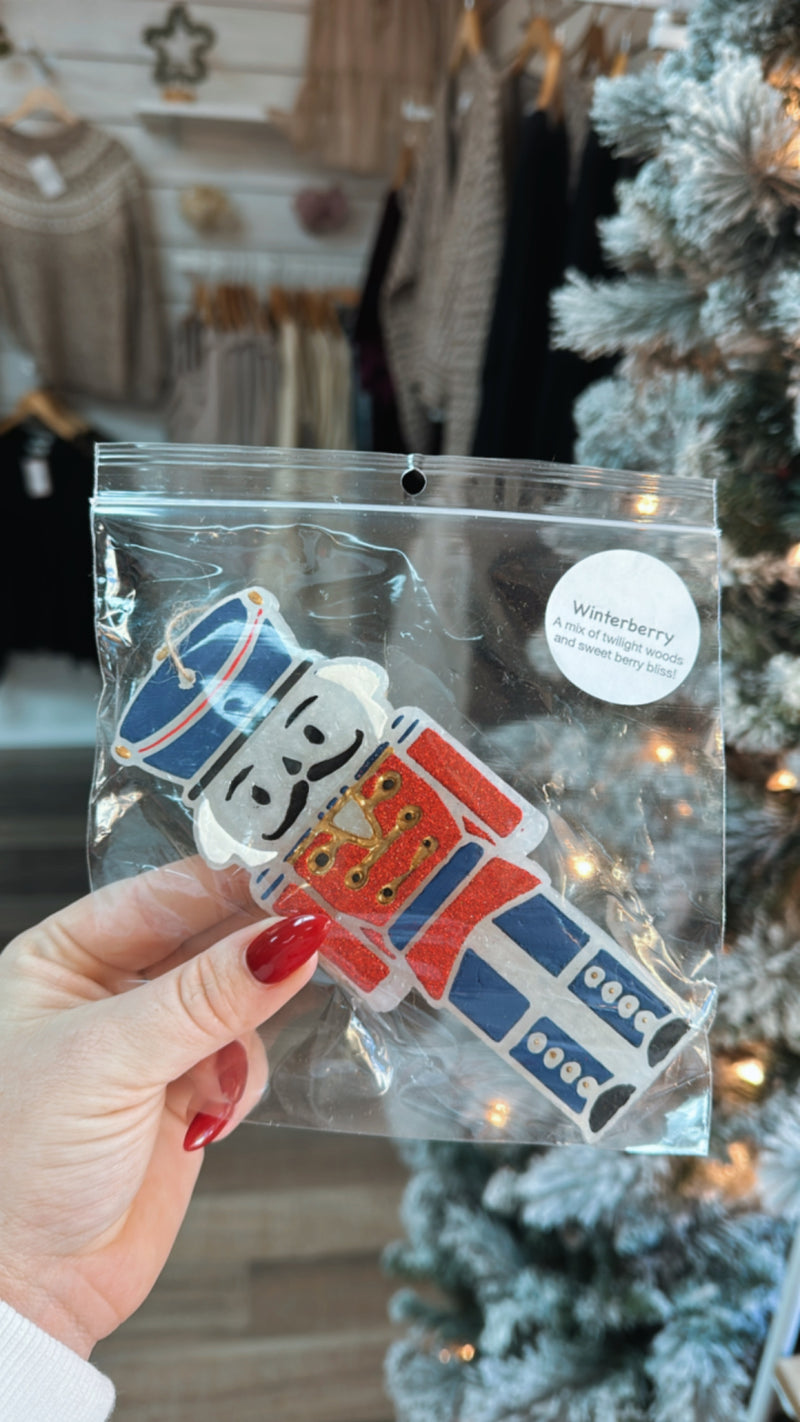 Winterberry
A mix of twilight woods
and sweet berry bliss!